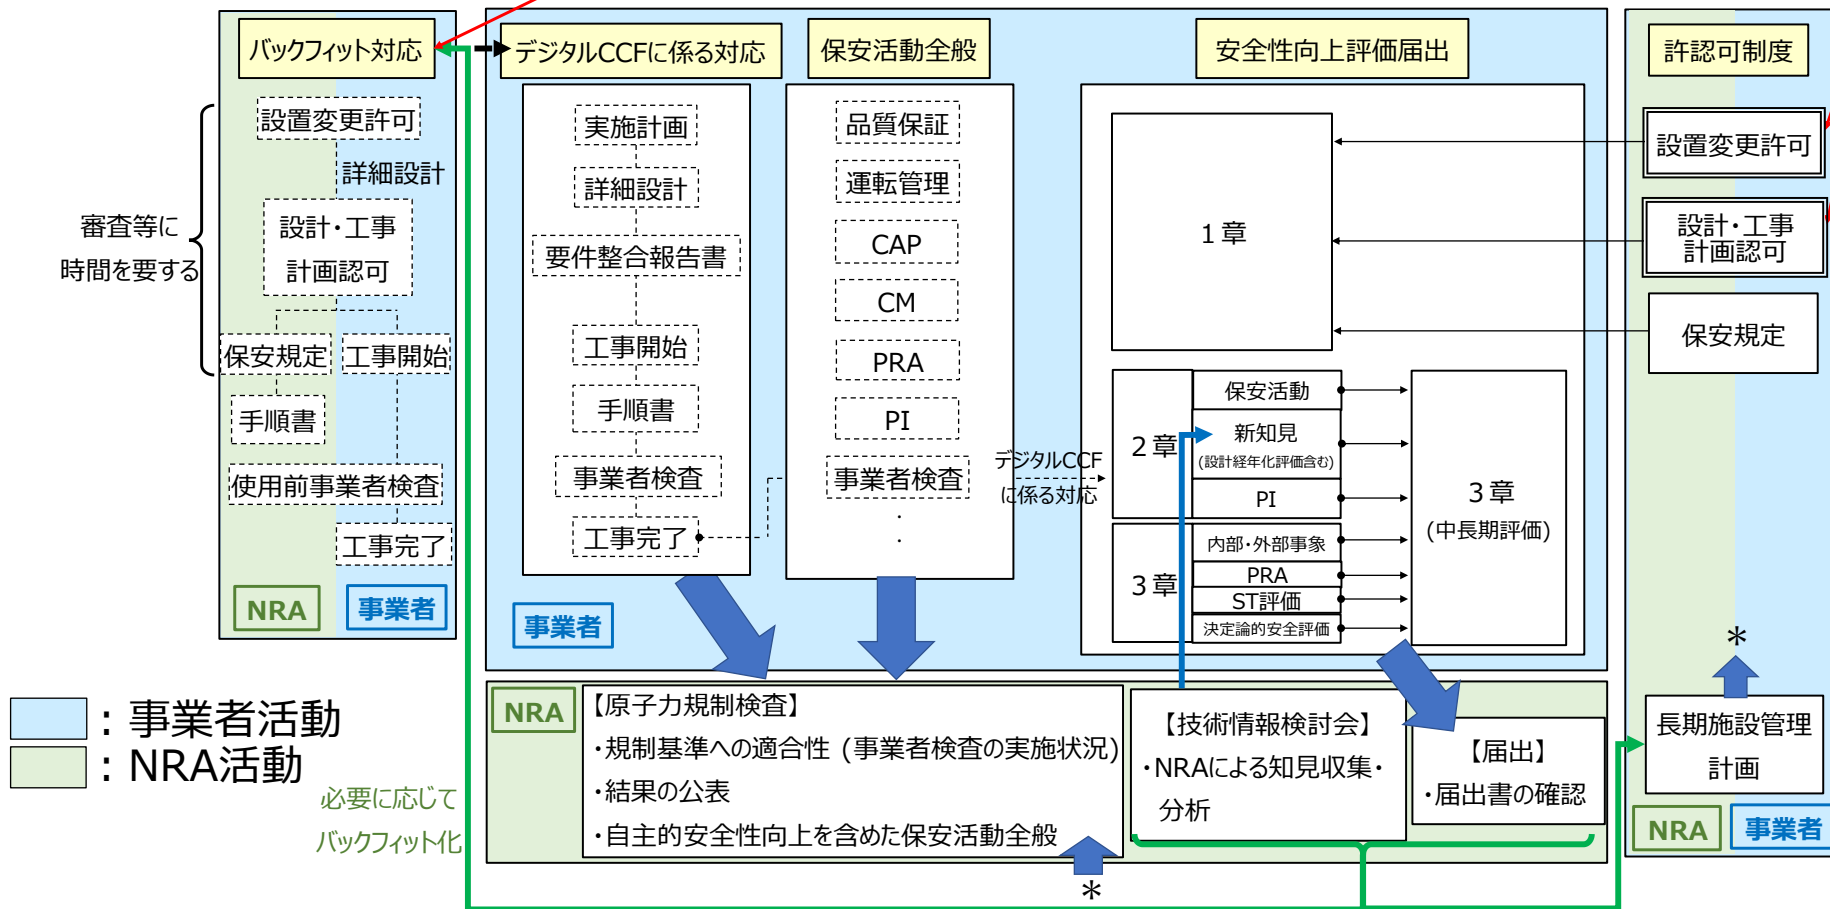 バックフィット対応
設置変更許可
詳細設計
設計・工事
計画認可
審査等に
時間を要する
保安規定
工事開始
手順書
使用前事業者検査
工事完了
NRA
事業者
デジタルCCFに係る対応
実施計画
詳細設計
要件整合報告書
工事開始
手順書
事業者検査
工事完了
事業者
保安活動全般
品質保証
運転管理
CAP
CM
PRA
PI
事業者検査
・
・
デジタルCCF
に係る対応
安全性向上評価届出
1章
2章
保安活動
新知見
(設計経年化評価含む)
PI
3章
内部・外部事象
PRA
ST評価
決定論的安全評価
3章
(中長期評価)
許認可制度
設置変更許可
設計・工事
計画認可
保安規定
*
長期施設管理
計画
NRA
事業者
NRA
【原子力規制検査】
・規制基準への適合性 (事業者検査の実施状況)
・結果の公表
・自主的安全性向上を含めた保安活動全般
*
【技術情報検討会】
・NRAによる知見収集・
分析
【届出】
・届出書の確認
：事業者活動
：NRA活動
必要に応じて
バックフィット化